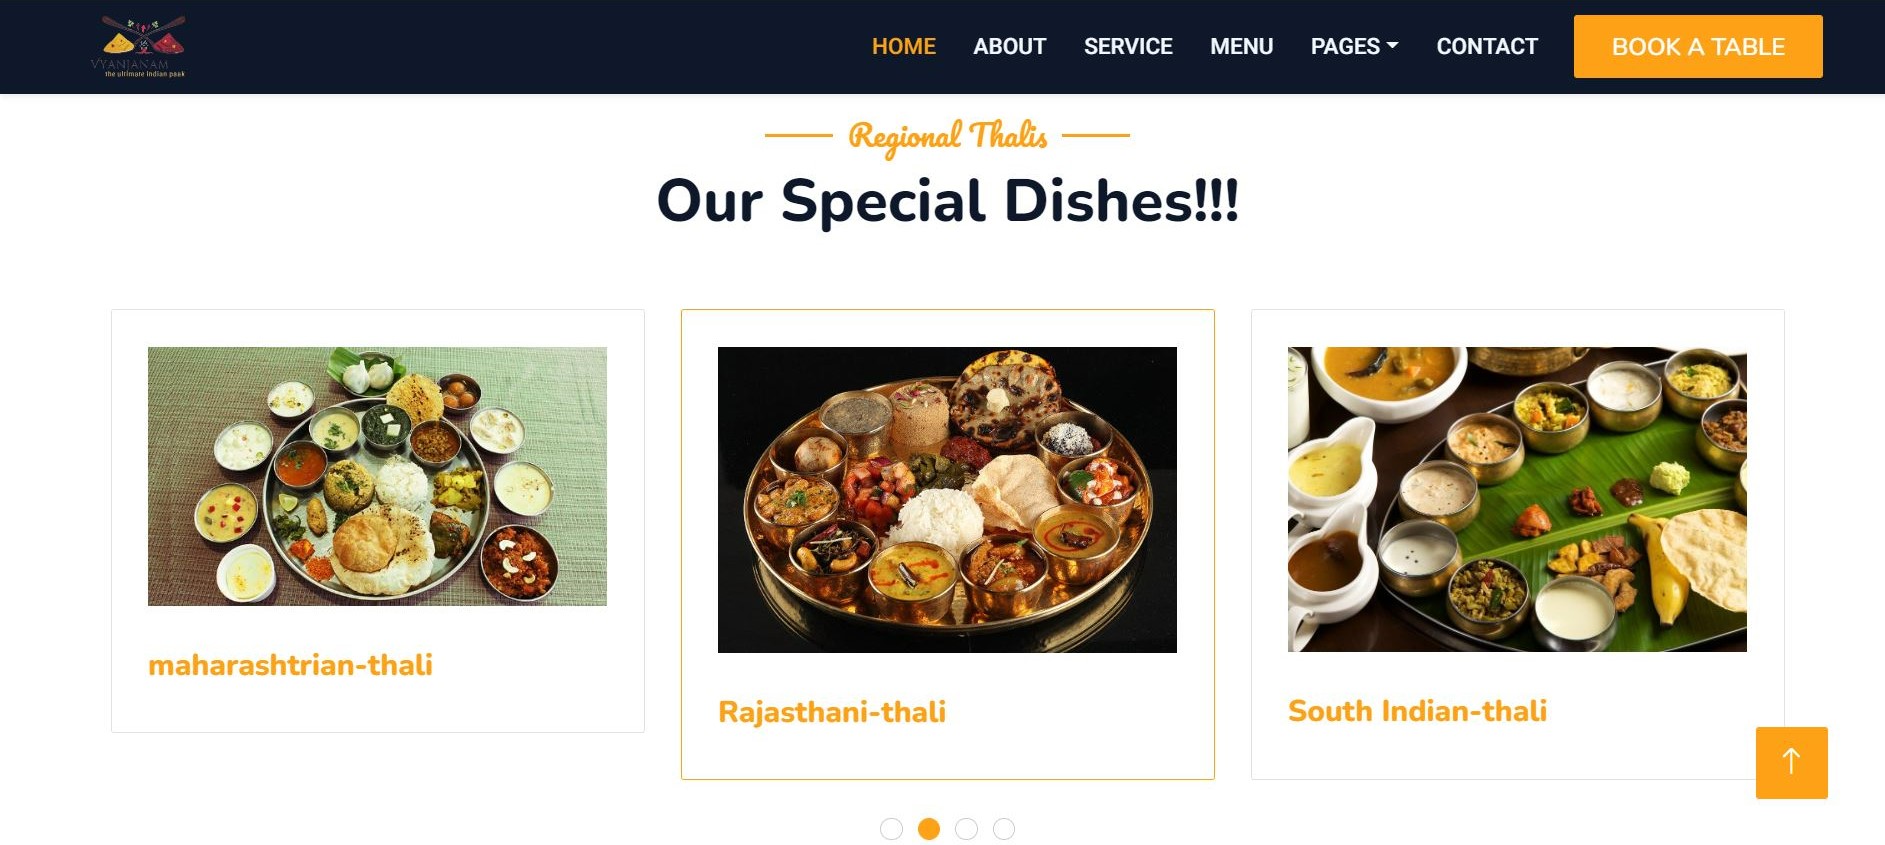 VYANJANAM
the ultimate indian paak
HOME ABOUT SERVICE MENU PAGES CONTACT BOOK A TABLE
Regional Thalis
Our Special Dishes!!!
maharashtrian-thali
Rajasthani-thali
South Indian-thali